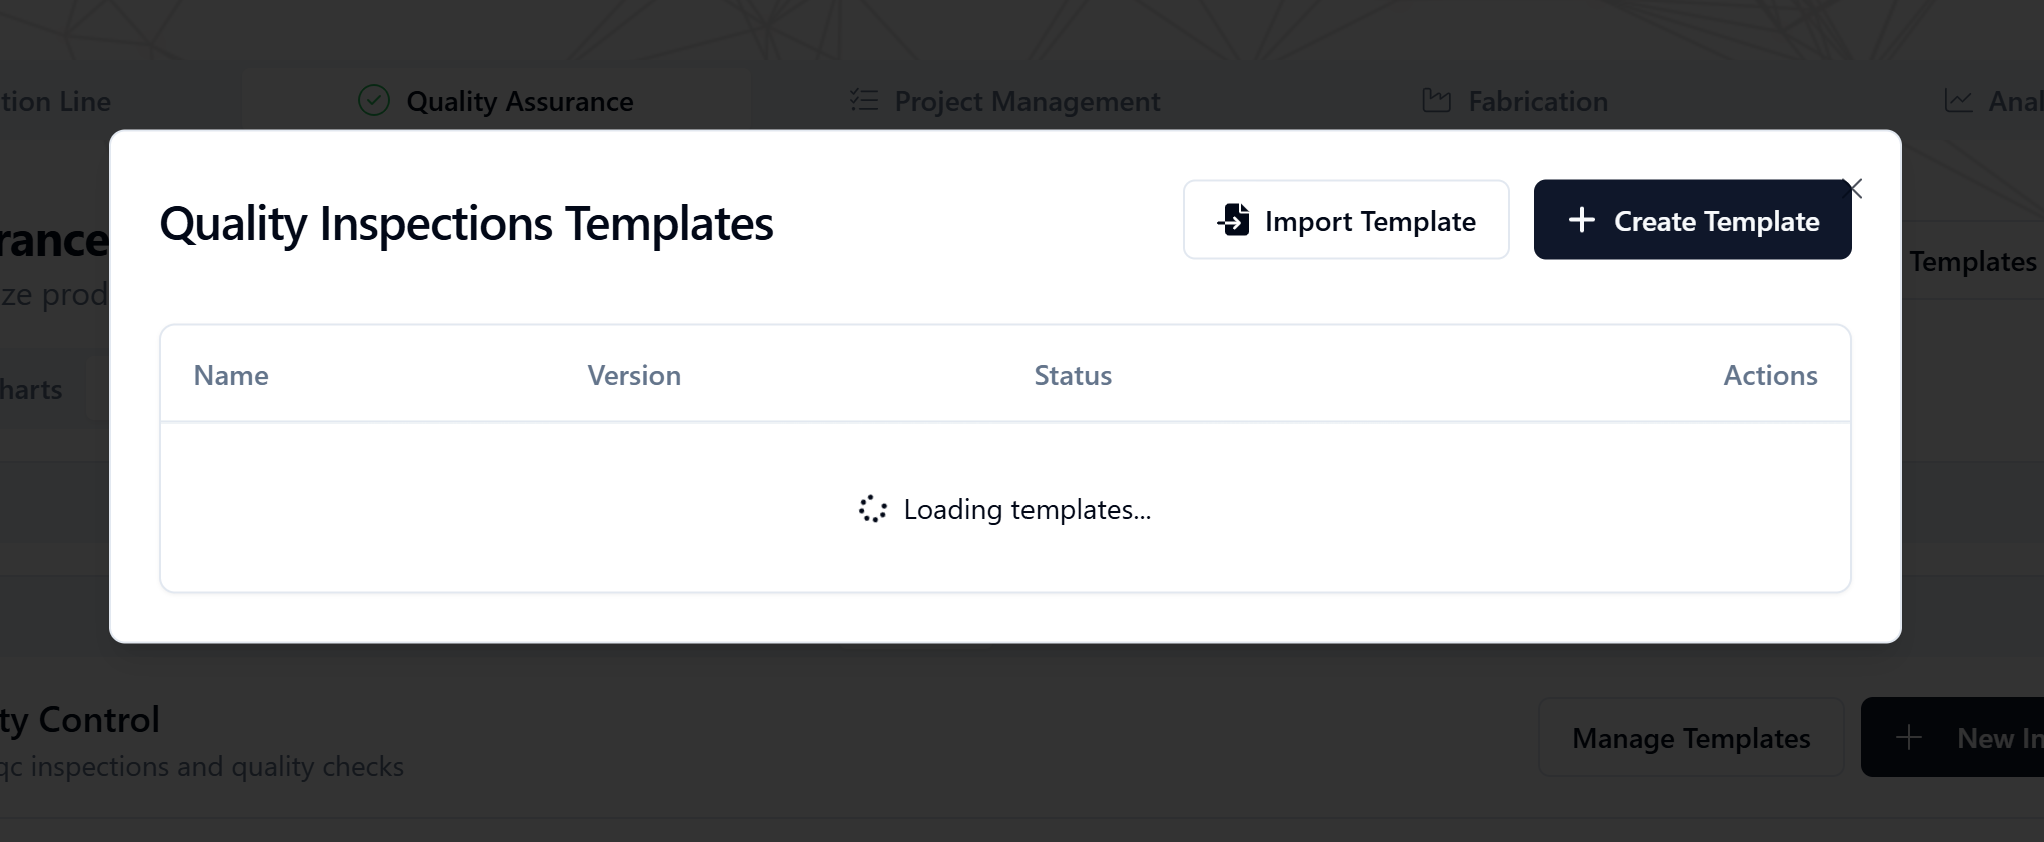 tion Line
Quality Assurance
Project Management
Fabrication
Anal
Quality Inspections Templates
Import Template
Create Template
rance
ze prod
Templates
harts
Name
Version
Status
Actions
Loading templates...
ty Control
qc inspections and quality checks
Manage Templates
New In